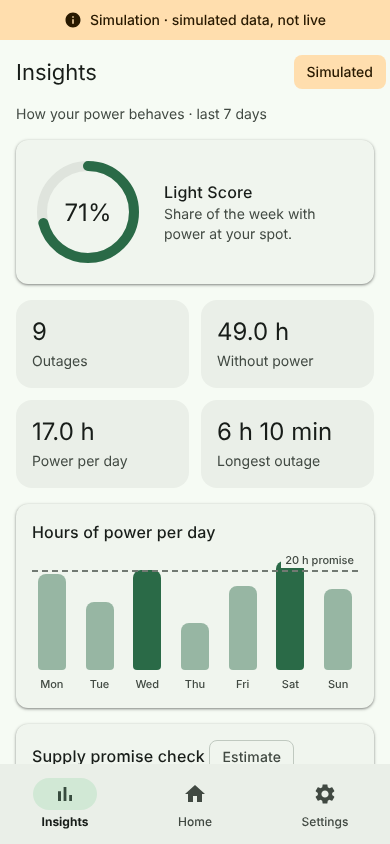 Simulation · simulated data, not live
Insights
Simulated
How your power behaves · last 7 days
71%
Light Score
Share of the week with
power at your spot.
9
Outages
49.0 h
Without power
17.0 h
Power per day
6 h 10 min
Longest outage
Hours of power per day
20 h promise
Mon Tue Wed Thu Fri Sat Sun
Supply promise check
Estimate
Insights
Home
Settings